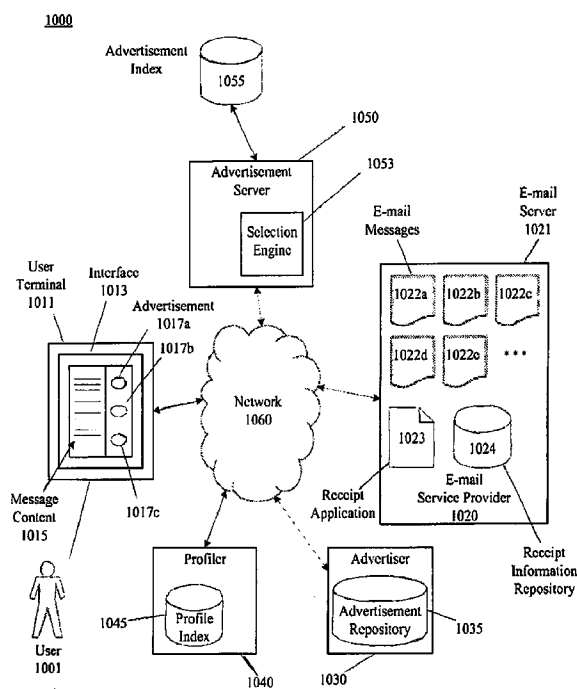 1000
Advertisement
Index
1055
1050
Advertisement
Server
1053
Selection
Engine
E-mail
Messages
E-mail
Server
1021
1022a
1022b
1022c
1022d
1022e
• • •
1023
1024
Receipt
Application
E-mail
Service Provider
1020
Receipt
Information
Repository
User
Terminal
1011
Interface
1013
Advertisement
1017a
1017b
Message
Content
1015
1017c
Network
1060
User
1001
Profiler
1045
Profile
Index
1040
Advertiser
Advertisement
Repository
1035
1030